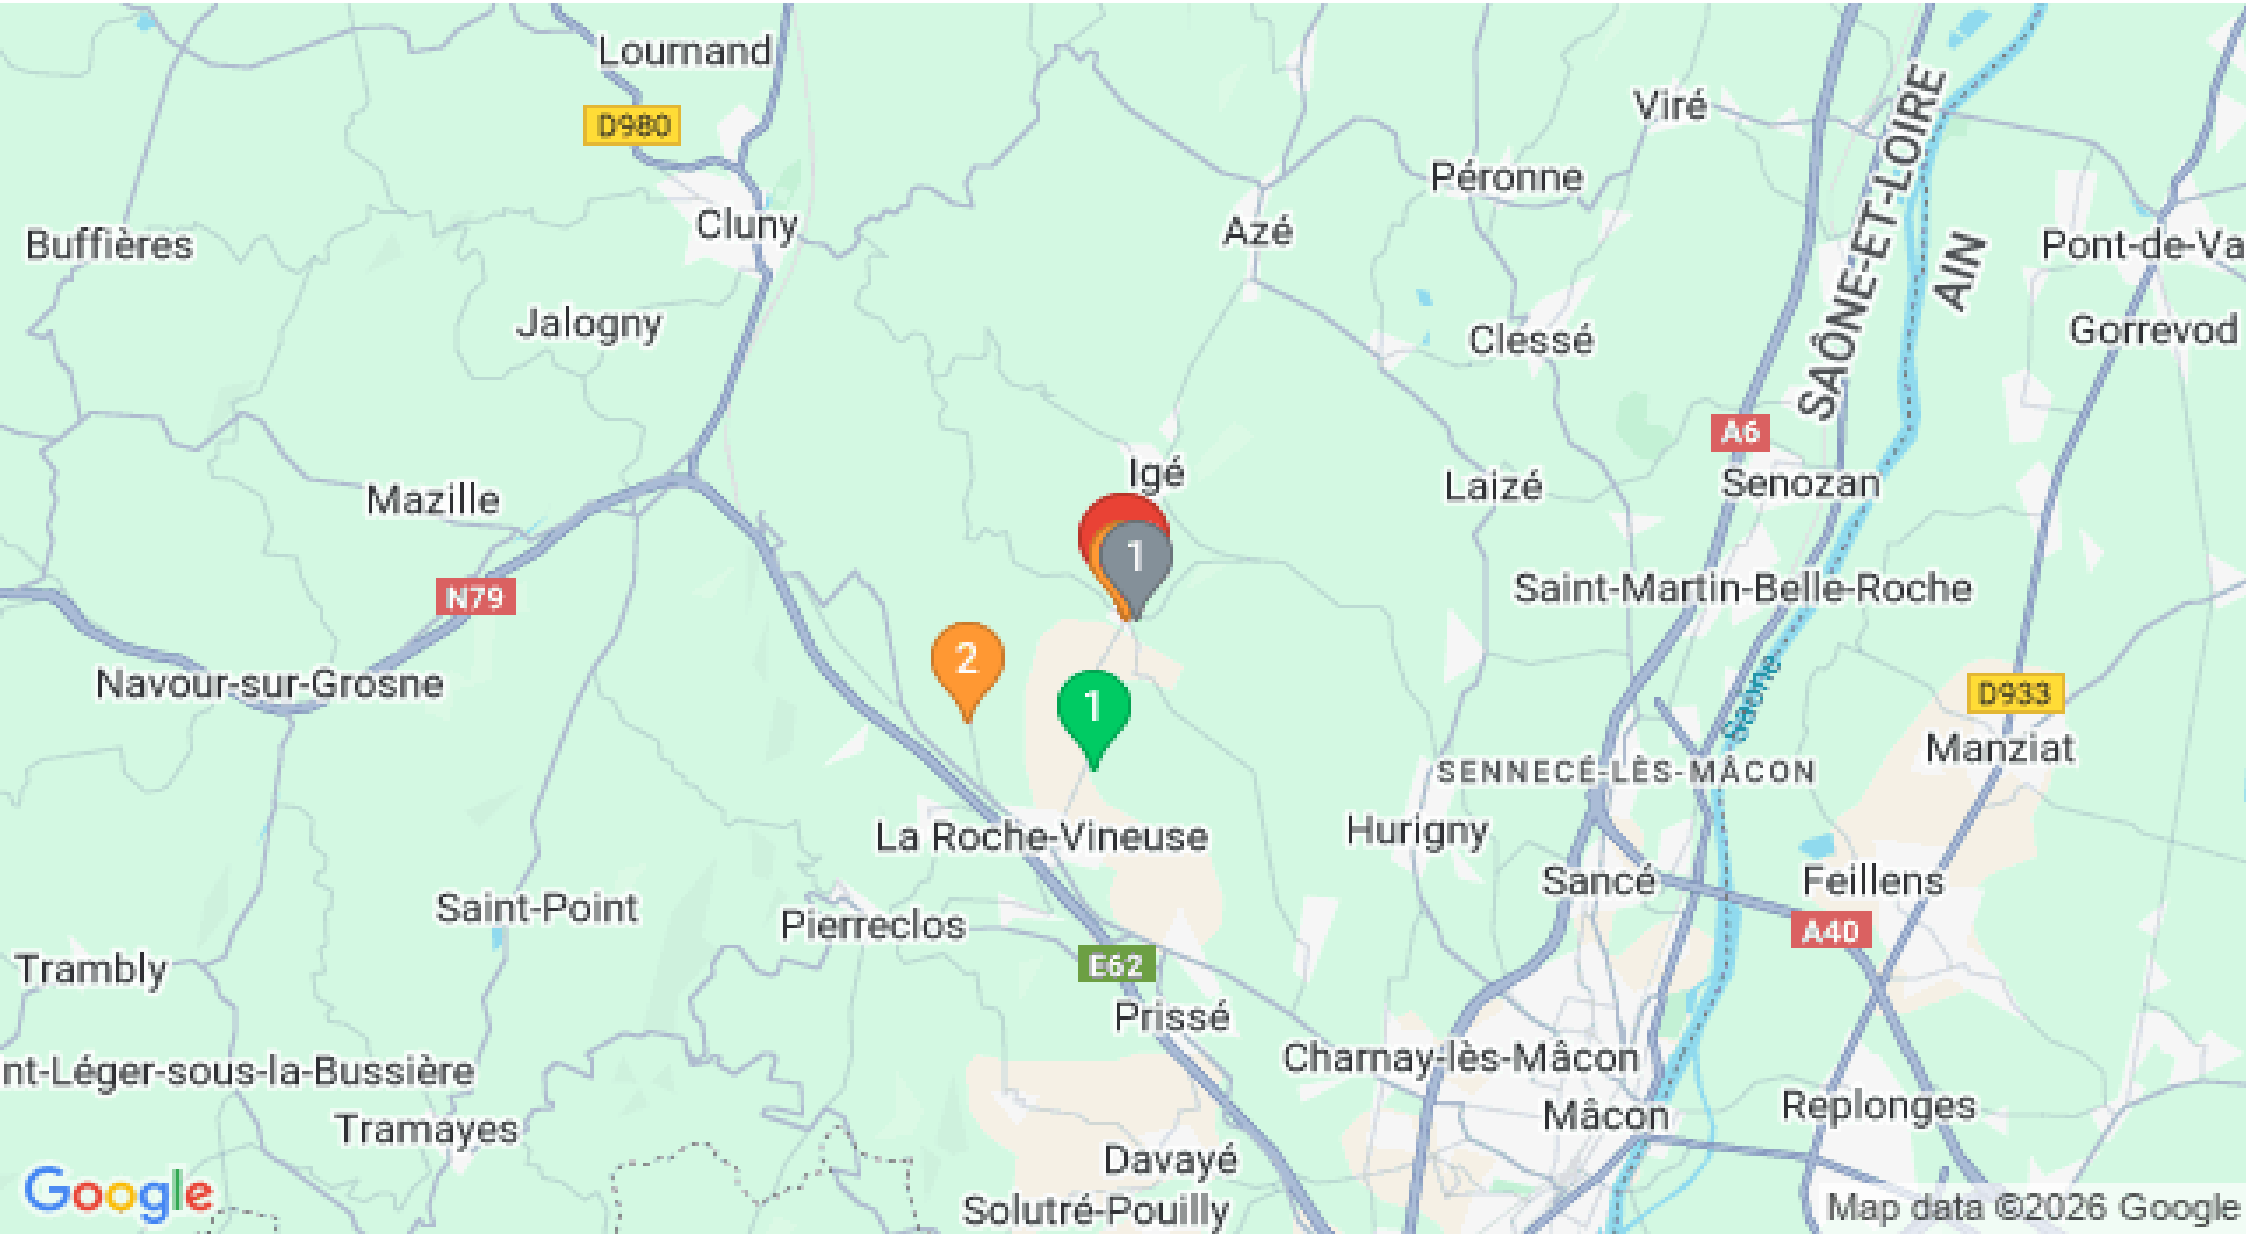 Lournand
D980
Viré
SAÔNE-ET-LOIRE
Péronne
Cluny
Azé
Buffières
Pont-de-Va
AIN
Jalogny
Clessé
Gorrevod
A6
Igé
Mazille
Laizé
Senozan
1
N79
Saint-Martin-Belle-Roche
2
Navour-sur-Grosne
Saône
D933
1
Manziat
SENNECÉ-LÈS-MÂCON
La Roche-Vineuse
Hurigny
Sancé
Feillens
Saint-Point
Pierreclos
A40
Trambly
E62
Prissé
nt-Léger-sous-la-Bussière
Charnay-lès-Mâcon
Mâcon
Replonges
Tramayes
Davayé
Google
Solutré-Pouilly
Map data ©2026 Google